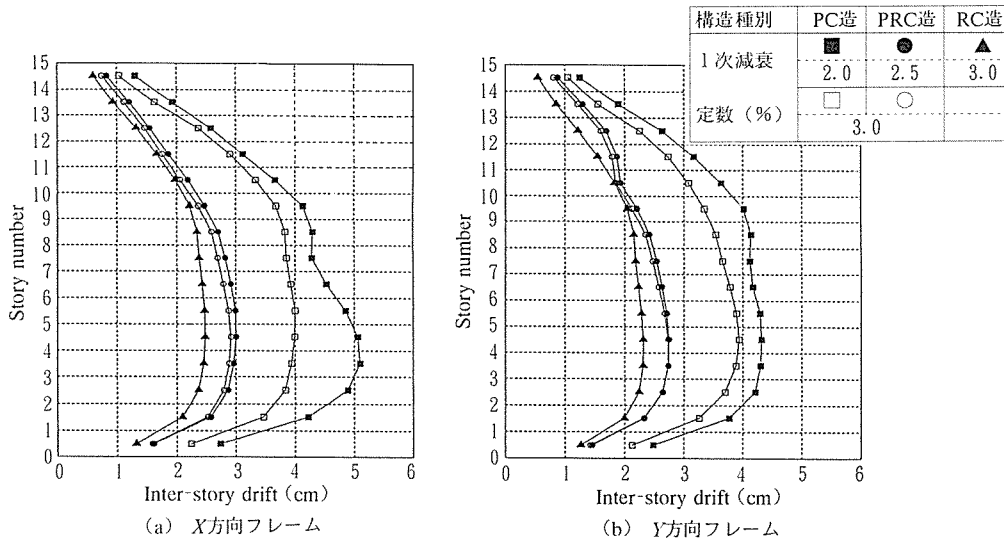 構造種別 PC造 PRC造 RC造
1次減衰 ■ ● ▲
2.0 2.5 3.0
定数(%) □ ○
3.0
15
14
13
12
11
10
9
8
7
6
5
4
3
2
1
0
Story number
0 1 2 3 4 5 6
Inter-story drift (cm)
(a) X方向フレーム
15
14
13
12
11
10
9
8
7
6
5
4
3
2
1
0
Story number
0 1 2 3 4 5 6
Inter-story drift (cm)
(b) Y方向フレーム